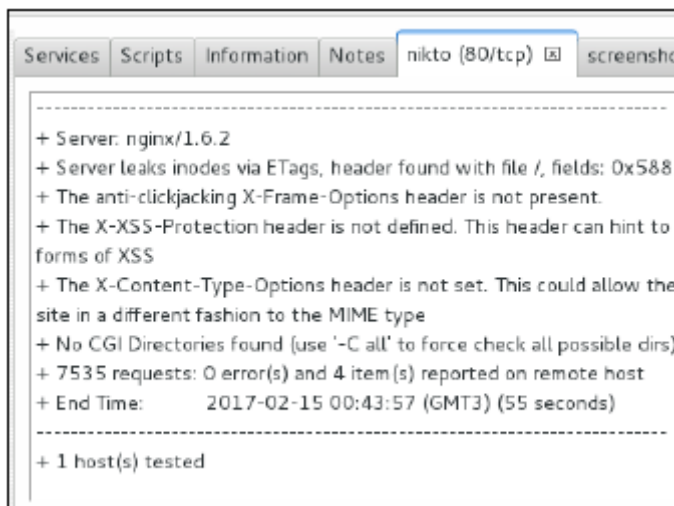 Services Scripts Information Notes nikto (80/tcp) screensho
--------------------------------------------------------------------------------
+ Server: nginx/1.6.2
+ Server leaks inodes via ETags, header found with file /, fields: 0x588
+ The anti-clickjacking X-Frame-Options header is not present.
+ The X-XSS-Protection header is not defined. This header can hint to
forms of XSS
+ The X-Content-Type-Options header is not set. This could allow the
site in a different fashion to the MIME type
+ No CGI Directories found (use '-C all' to force check all possible dirs)
+ 7535 requests: 0 error(s) and 4 item(s) reported on remote host
+ End Time: 2017-02-15 00:43:57 (GMT3) (55 seconds)
--------------------------------------------------------------------------------
+ 1 host(s) tested